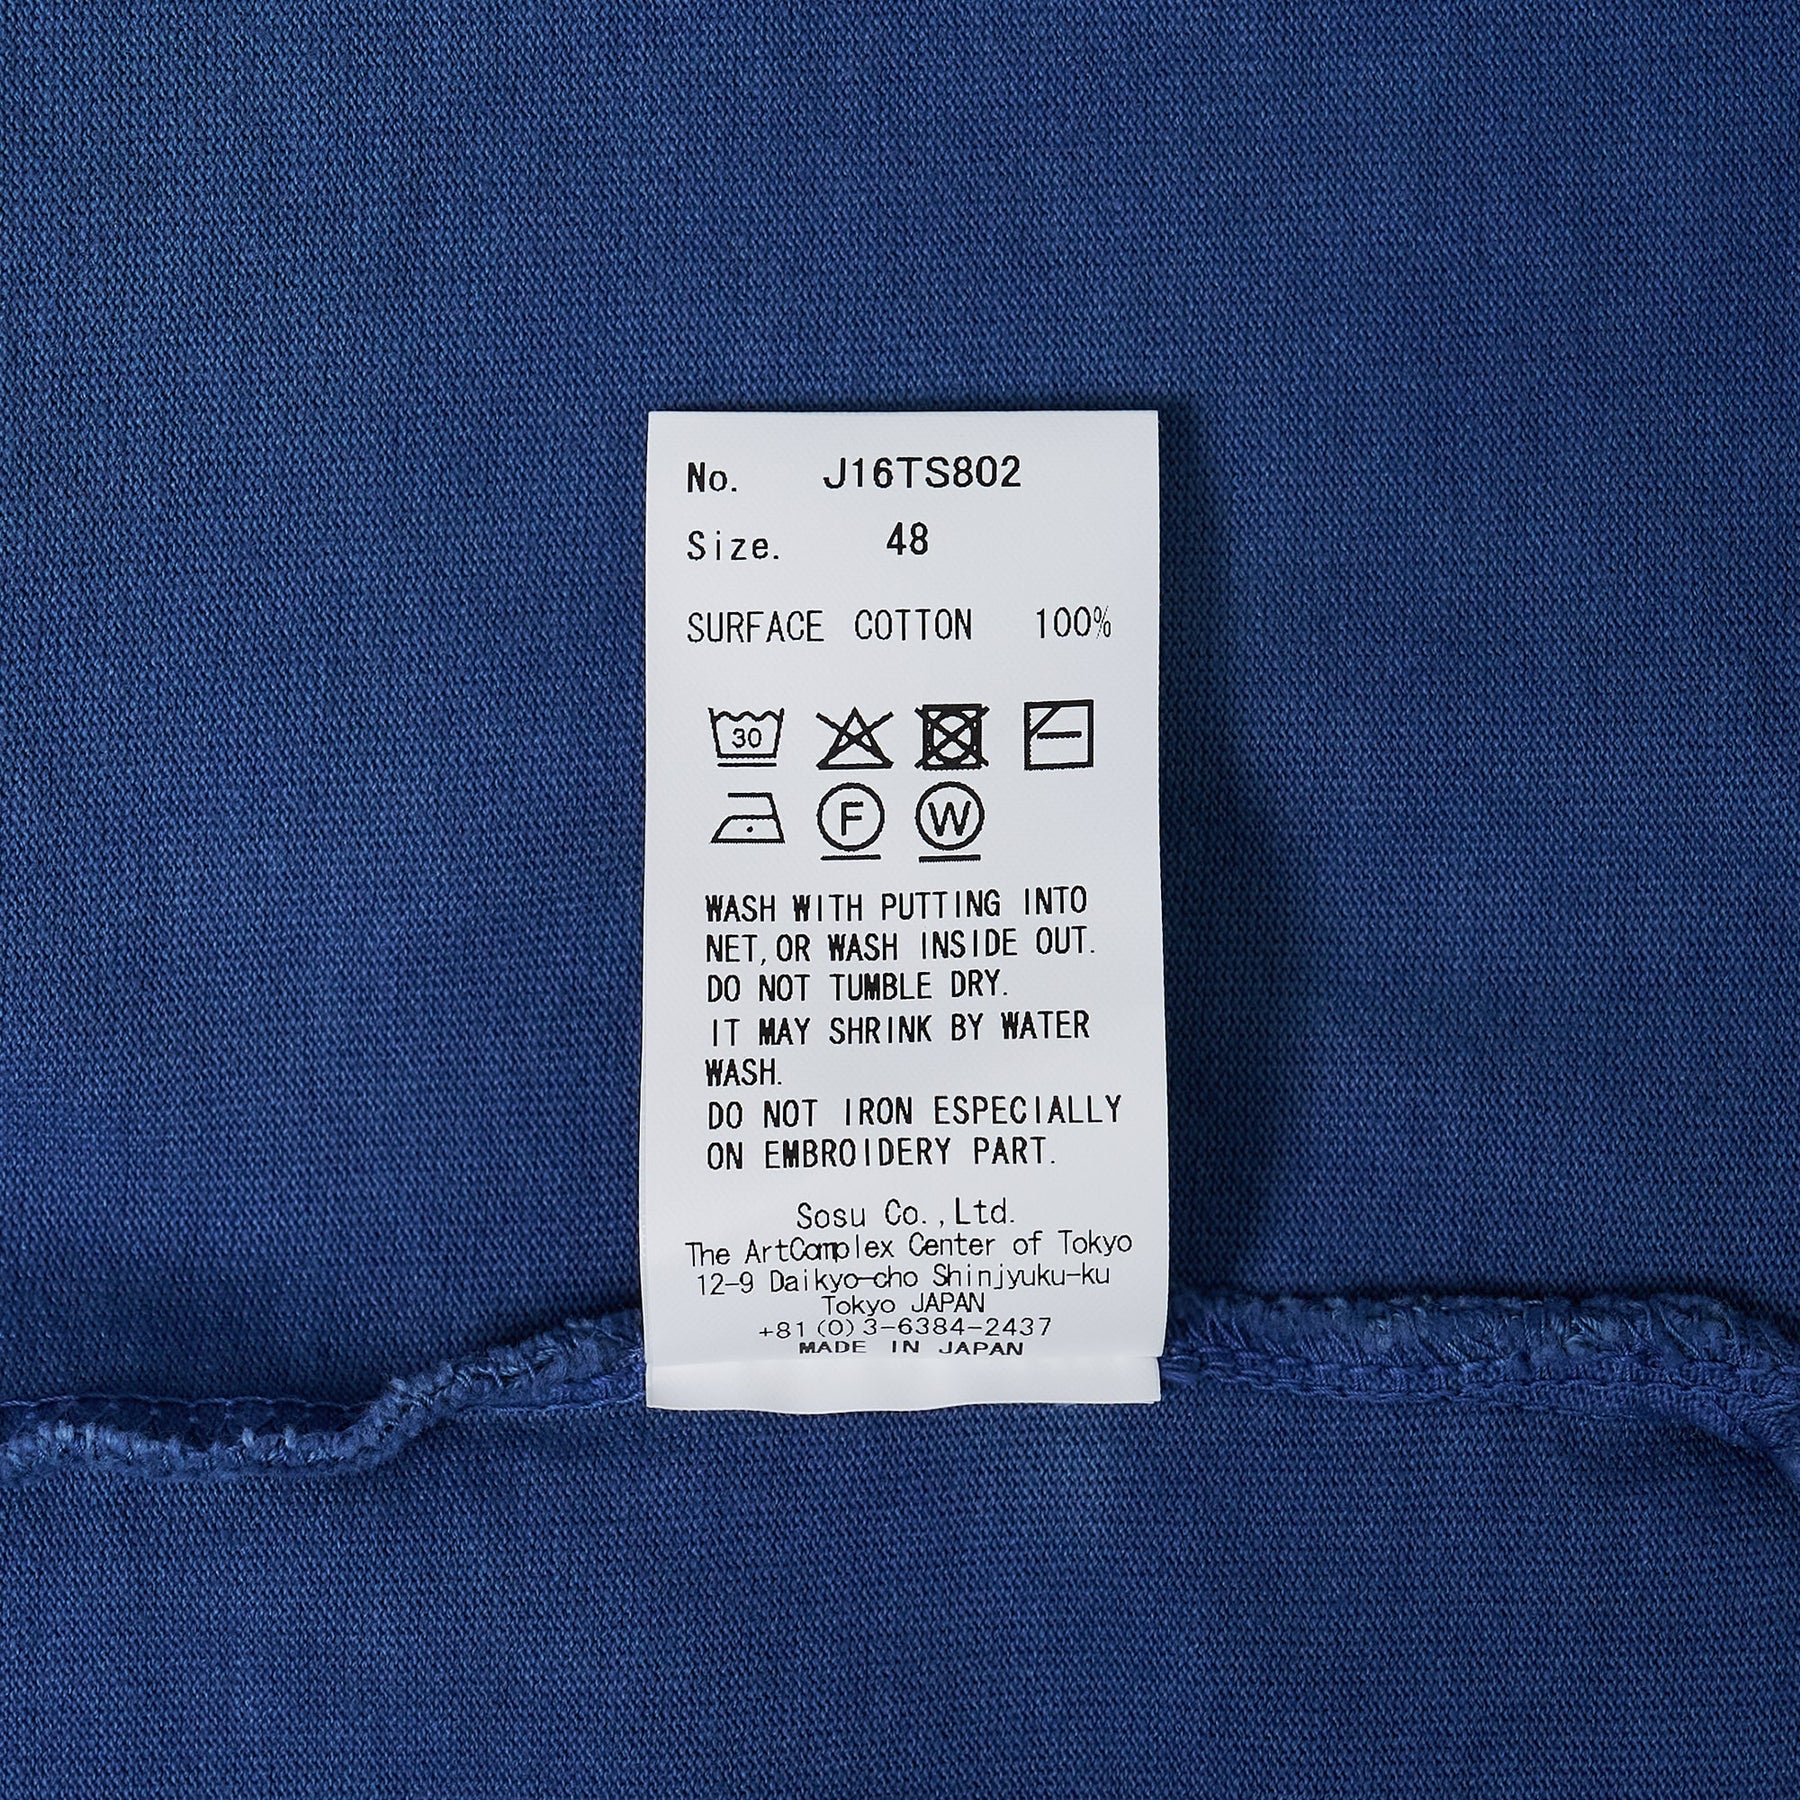 No. J16TS802
Size. 48
SURFACE COTTON 100%
30
F W
WASH WITH PUTTING INTO
NET, OR WASH INSIDE OUT.
DO NOT TUMBLE DRY.
IT MAY SHRINK BY WATER
WASH.
DO NOT IRON ESPECIALLY
ON EMBROIDERY PART.
Sosu Co.,Ltd.
The ArtComplex Center of Tokyo
12-9 Daikyo-cho Shinjyuku-ku
Tokyo JAPAN
+81(0)3-6384-2437
MADE IN JAPAN